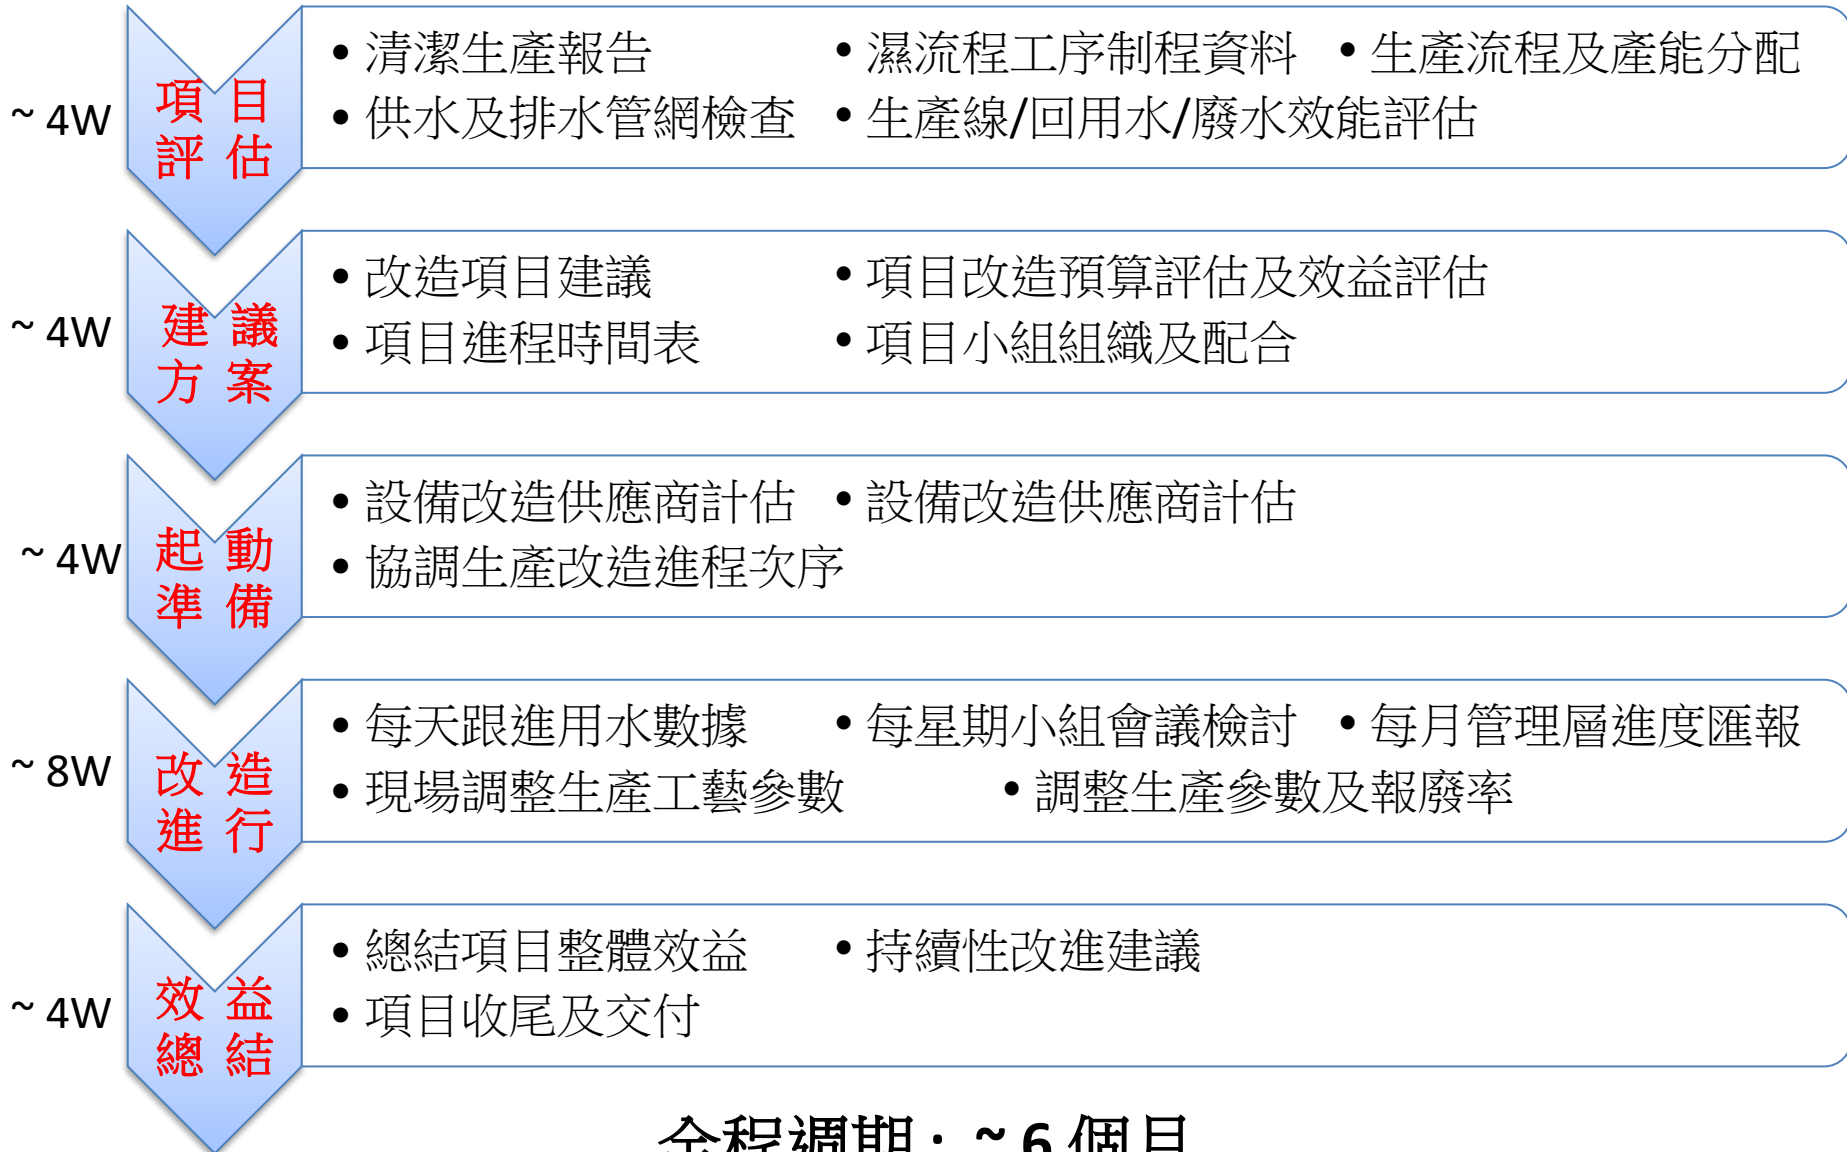 ~ 4W
項 目
評 估
• 清潔生產報告 • 濕流程工序制程資料 • 生產流程及產能分配
• 供水及排水管網檢查 • 生產線/回用水/廢水效能評估
~ 4W
建 議
方 案
• 改造項目建議 • 項目改造預算評估及效益評估
• 項目進程時間表 • 項目小組組織及配合
~ 4W
起 動
準 備
• 設備改造供應商計估 • 設備改造供應商計估
• 協調生產改造進程次序
~ 8W
改 造
進 行
• 每天跟進用水數據 • 每星期小組會議檢討 • 每月管理層進度匯報
• 現場調整生產工藝參數 • 調整生產參數及報廢率
~ 4W
效 益
總 結
• 總結項目整體效益 • 持續性改進建議
• 項目收尾及交付
全程週期：~ 6 個月